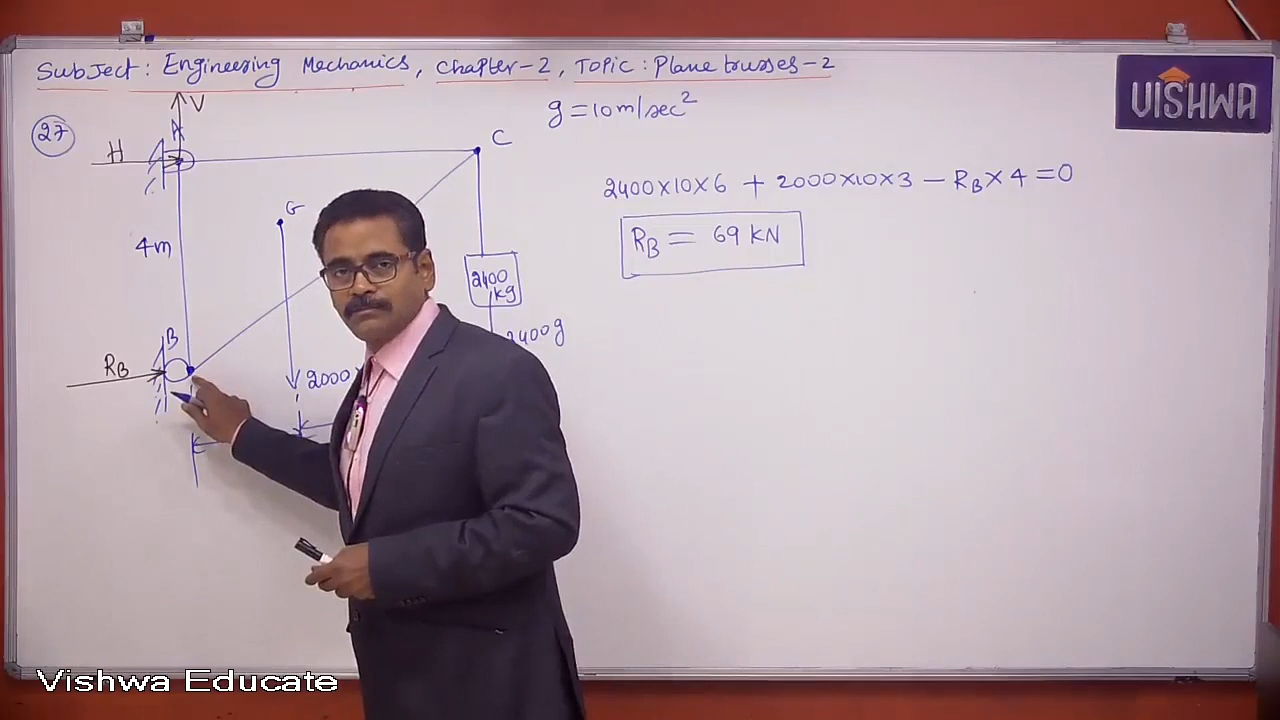 Subject: Engineering Mechanics, Chapter-2, Topic: Plane trusses-2
VISHWA
27
V
A
H
C
g = 10 m/sec²
2400×10×6 + 2000×10×3 − R_B×4 = 0
R_B = 69 KN
G
4m
2400
kg
B
2400g
R_B
2000×
Vishwa Educate